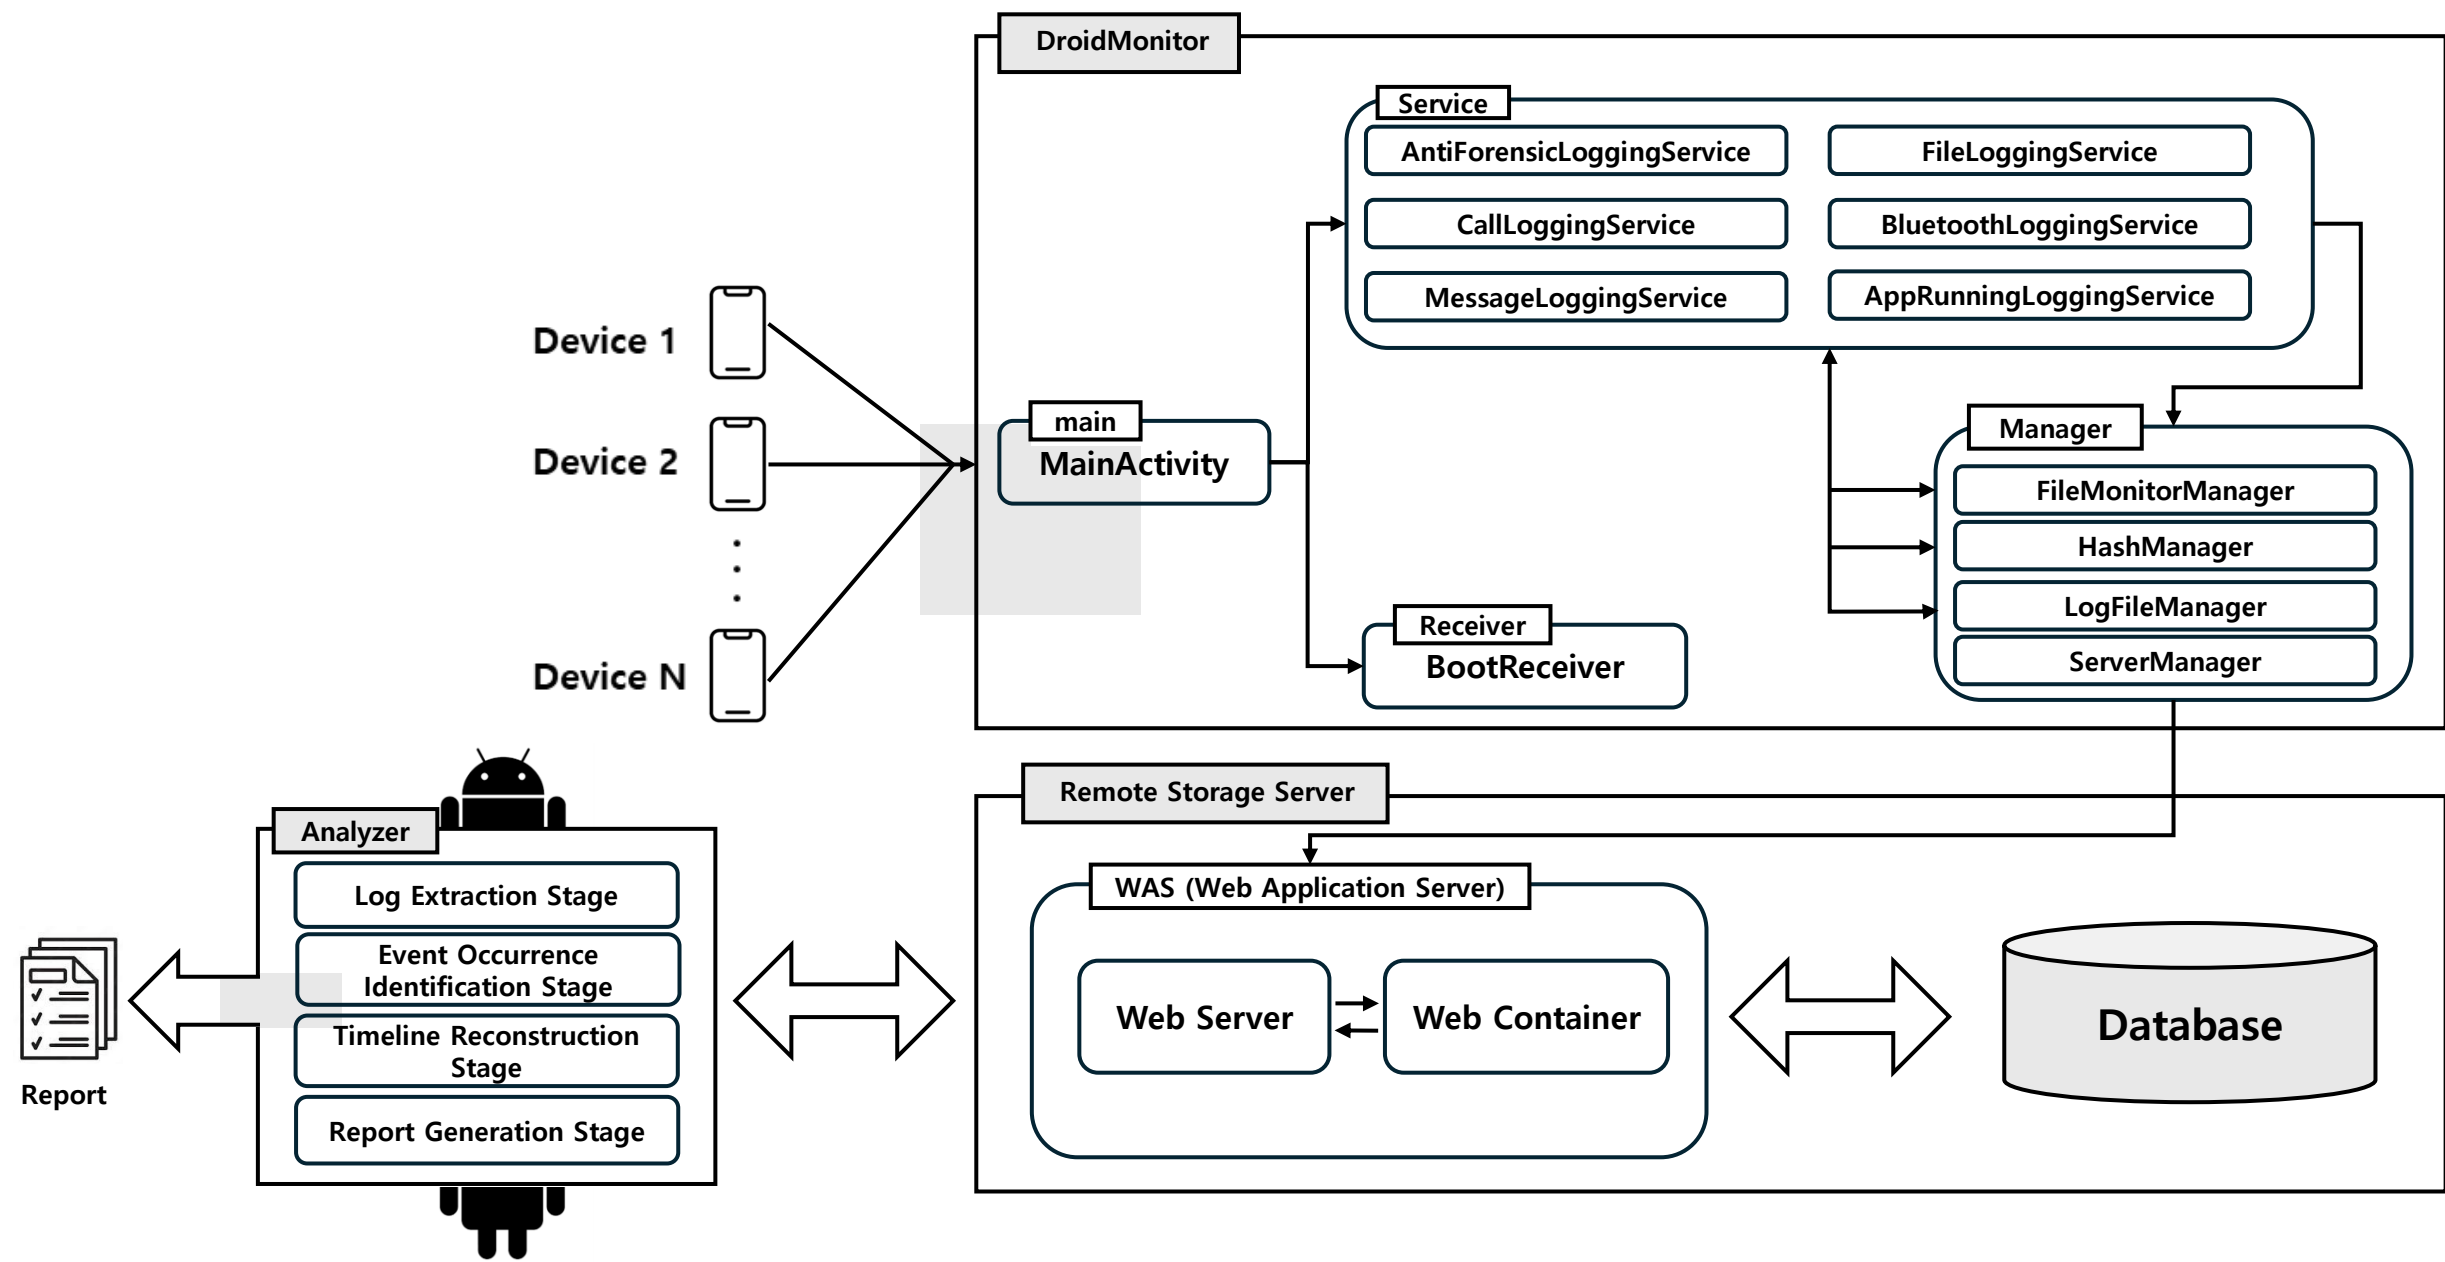 DroidMonitor
Service
AntiForensicLoggingService
FileLoggingService
CallLoggingService
BluetoothLoggingService
MessageLoggingService
AppRunningLoggingService
Device 1
Device 2
Device N
main
MainActivity
Manager
FileMonitorManager
HashManager
LogFileManager
ServerManager
Receiver
BootReceiver
Remote Storage Server
WAS (Web Application Server)
Web Server
Web Container
Database
Analyzer
Log Extraction Stage
Event Occurrence
Identification Stage
Timeline Reconstruction
Stage
Report Generation Stage
Report